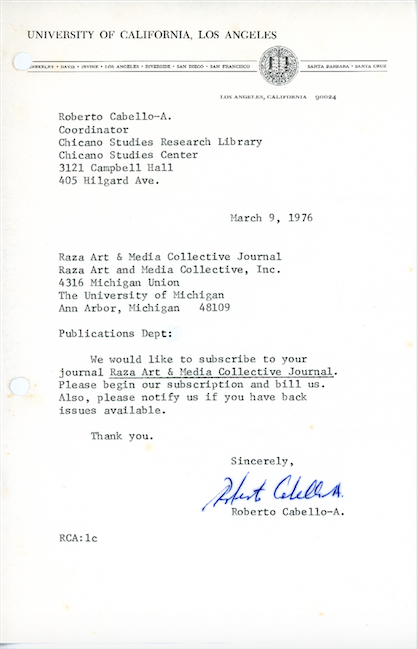 UNIVERSITY OF CALIFORNIA, LOS ANGELES
BERKELEY · DAVIS · IRVINE · LOS ANGELES · RIVERSIDE · SAN DIEGO · SAN FRANCISCO
SANTA BARBARA · SANTA CRUZ
LOS ANGELES, CALIFORNIA 90024
Roberto Cabello-A.
Coordinator
Chicano Studies Research Library
Chicano Studies Center
3121 Campbell Hall
405 Hilgard Ave.
March 9, 1976
Raza Art & Media Collective Journal
Raza Art and Media Collective, Inc.
4316 Michigan Union
The University of Michigan
Ann Arbor, Michigan 48109
Publications Dept:
We would like to subscribe to your
journal Raza Art & Media Collective Journal.
Please begin our subscription and bill us.
Also, please notify us if you have back
issues available.
Thank you.
Sincerely,
Roberto Cabello A.
Roberto Cabello-A.
RCA:lc